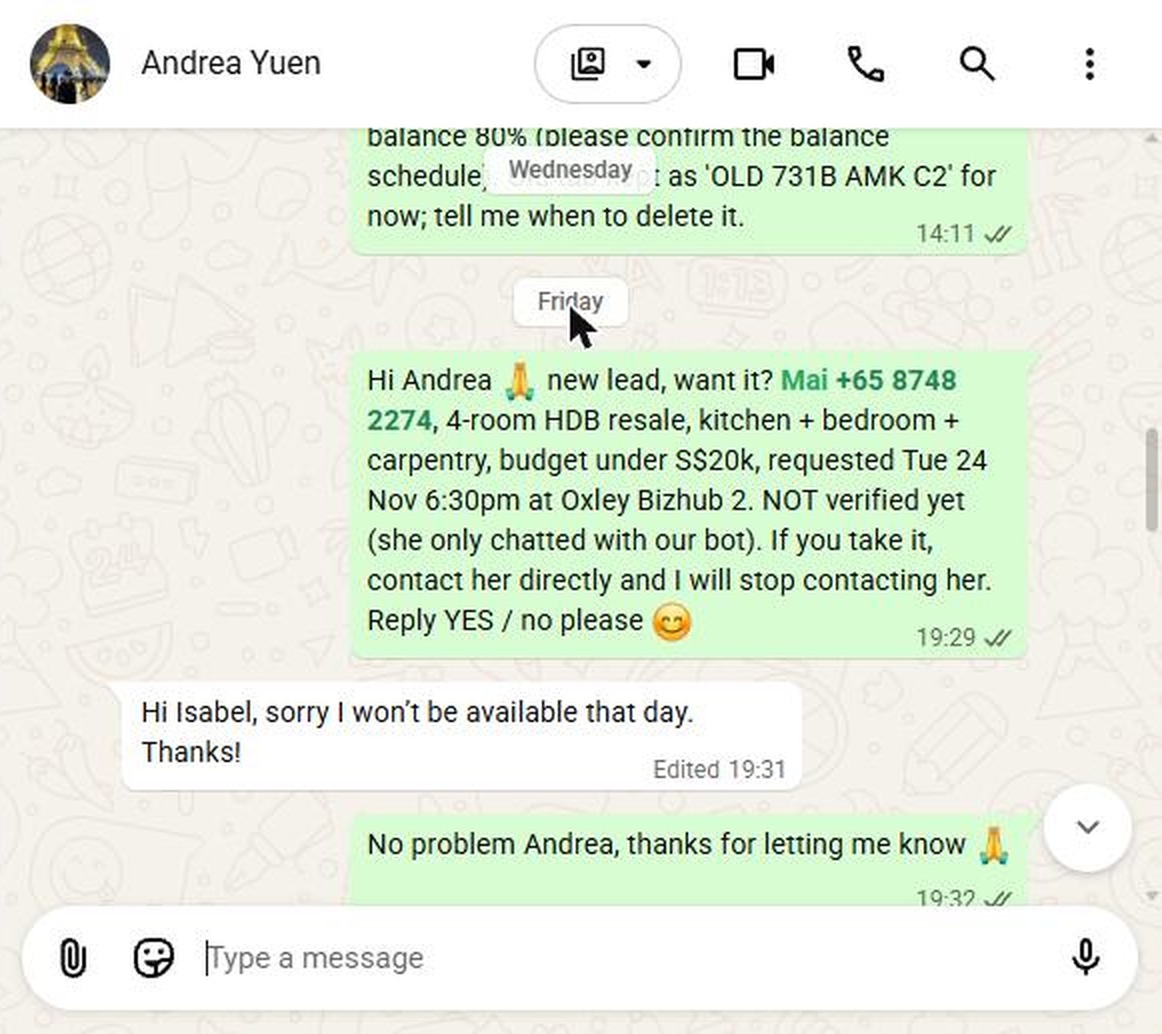 Andrea Yuen
balance 80% (please confirm the balance
Wednesday
schedule as 'OLD 731B AMK C2' for
now; tell me when to delete it.
14:11
Friday
Hi Andrea 🙏 new lead, want it? Mai +65 8748
2274, 4-room HDB resale, kitchen + bedroom +
carpentry, budget under S$20k, requested Tue 24
Nov 6:30pm at Oxley Bizhub 2. NOT verified yet
(she only chatted with our bot). If you take it,
contact her directly and I will stop contacting her.
Reply YES / no please 😊
19:29
Hi Isabel, sorry I won’t be available that day.
Thanks!
Edited 19:31
No problem Andrea, thanks for letting me know 🙏
19:32
Type a message